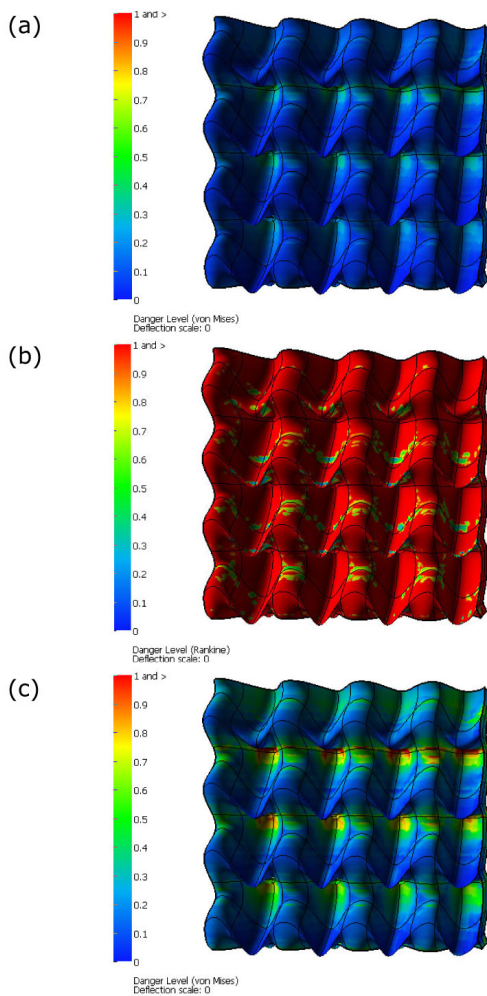 (a)
1 and >
0.9
0.8
0.7
0.6
0.5
0.4
0.3
0.2
0.1
0
Danger Level (von Mises)
Deflection scale: 0
(b)
1 and >
0.9
0.8
0.7
0.6
0.5
0.4
0.3
0.2
0.1
0
Danger Level (Rankine)
Deflection scale: 0
(c)
1 and >
0.9
0.8
0.7
0.6
0.5
0.4
0.3
0.2
0.1
0
Danger Level (von Mises)
Deflection scale: 0